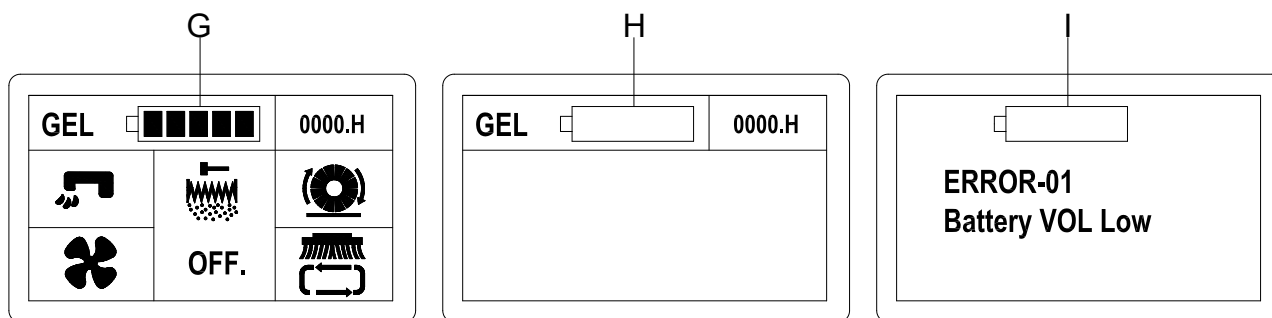 G
H
I
GEL
0000.H
OFF.
GEL
0000.H
ERROR-01
Battery VOL Low